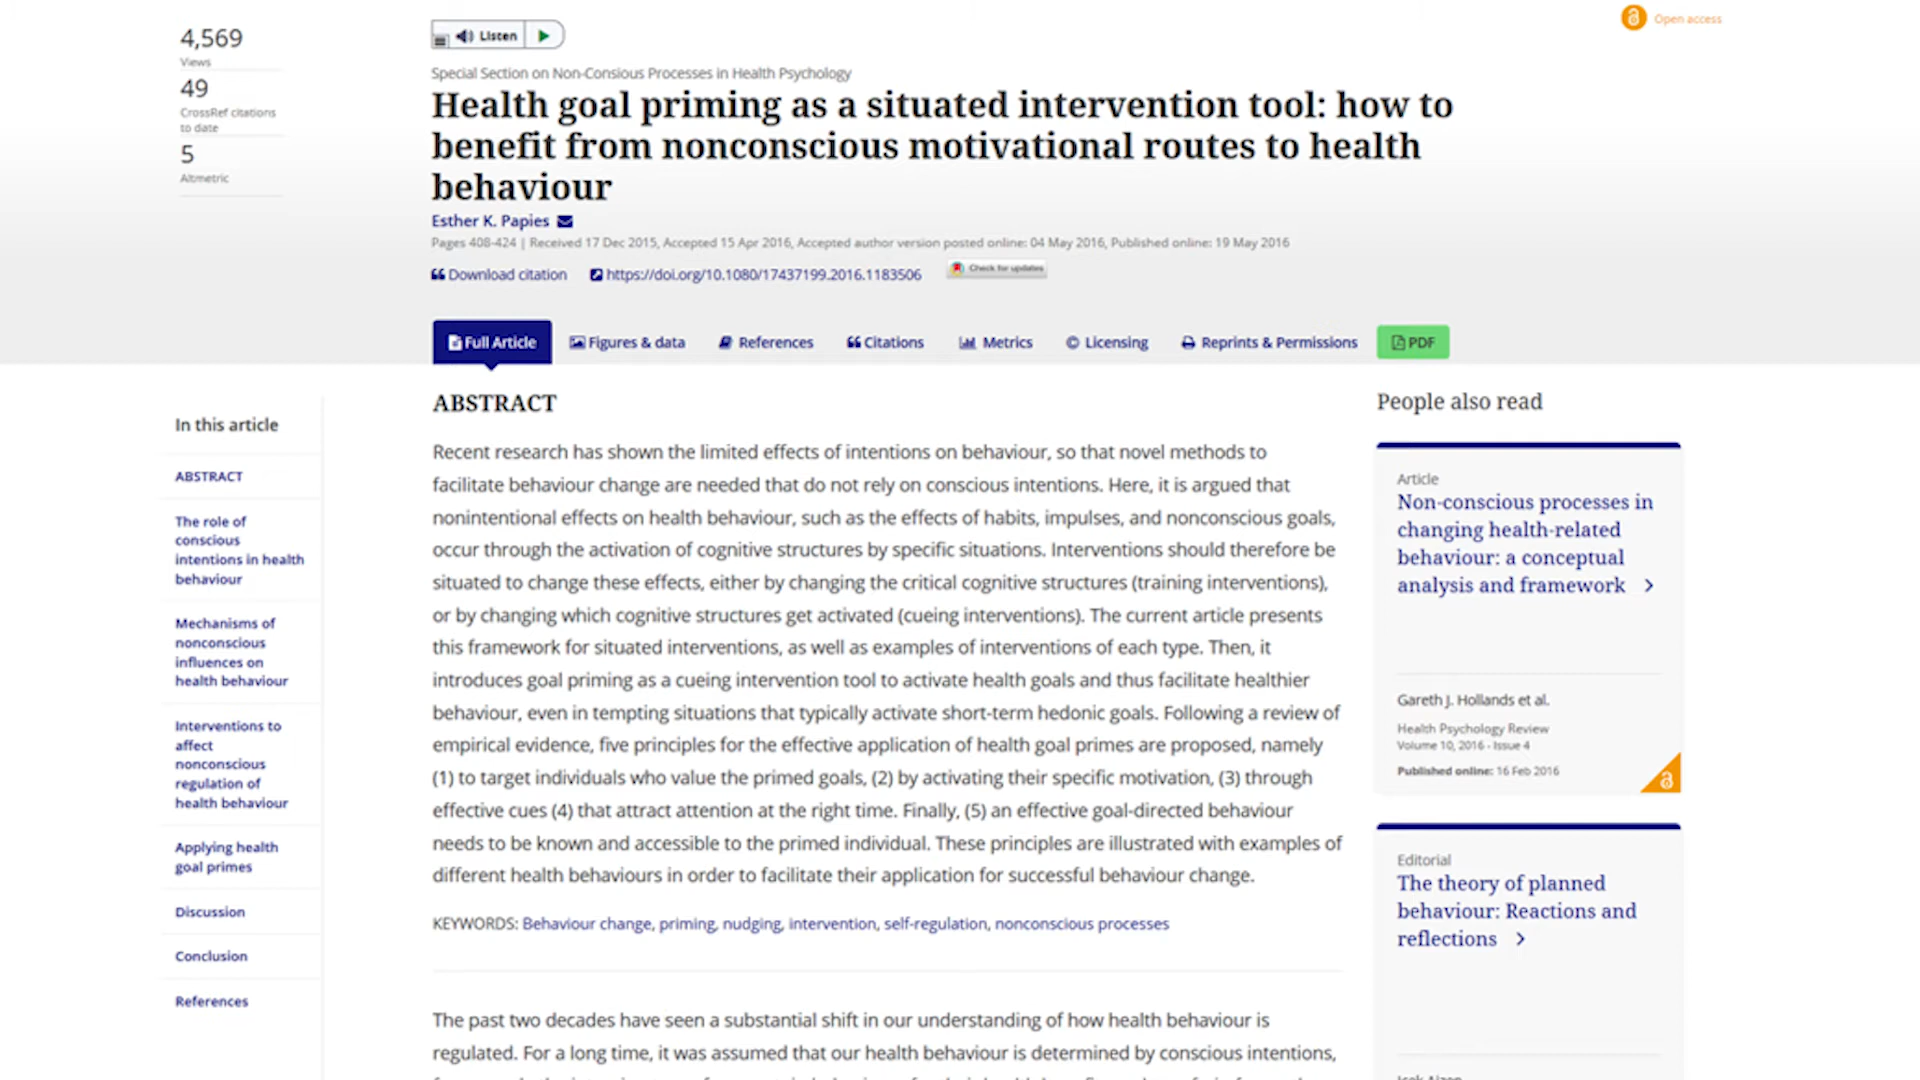 4,569
Views
49
CrossRef citations
to date
5
Altmetric
Listen
Open access
Special Section on Non-Consious Processes in Health Psychology
Health goal priming as a situated intervention tool: how to
benefit from nonconscious motivational routes to health
behaviour
Esther K. Papies
Pages 408-424 | Received 17 Dec 2015, Accepted 15 Apr 2016, Accepted author version posted online: 04 May 2016, Published online: 19 May 2016
Download citation https://doi.org/10.1080/17437199.2016.1183506 Check for updates
Full Article Figures & data References Citations Metrics Licensing Reprints & Permissions PDF
In this article
ABSTRACT
The role of
conscious
intentions in health
behaviour
Mechanisms of
nonconscious
influences on
health behaviour
Interventions to
affect
nonconscious
regulation of
health behaviour
Applying health
goal primes
Discussion
Conclusion
References
ABSTRACT
Recent research has shown the limited effects of intentions on behaviour, so that novel methods to
facilitate behaviour change are needed that do not rely on conscious intentions. Here, it is argued that
nonintentional effects on health behaviour, such as the effects of habits, impulses, and nonconscious goals,
occur through the activation of cognitive structures by specific situations. Interventions should therefore be
situated to change these effects, either by changing the critical cognitive structures (training interventions),
or by changing which cognitive structures get activated (cueing interventions). The current article presents
this framework for situated interventions, as well as examples of interventions of each type. Then, it
introduces goal priming as a cueing intervention tool to activate health goals and thus facilitate healthier
behaviour, even in tempting situations that typically activate short-term hedonic goals. Following a review of
empirical evidence, five principles for the effective application of health goal primes are proposed, namely
(1) to target individuals who value the primed goals, (2) by activating their specific motivation, (3) through
effective cues (4) that attract attention at the right time. Finally, (5) an effective goal-directed behaviour
needs to be known and accessible to the primed individual. These principles are illustrated with examples of
different health behaviours in order to facilitate their application for successful behaviour change.
KEYWORDS: Behaviour change, priming, nudging, intervention, self-regulation, nonconscious processes
The past two decades have seen a substantial shift in our understanding of how health behaviour is
regulated. For a long time, it was assumed that our health behaviour is determined by conscious intentions,
People also read
Article
Non-conscious processes in
changing health-related
behaviour: a conceptual
analysis and framework
Gareth J. Hollands et al.
Health Psychology Review
Volume 10, 2016 - Issue 4
Published online: 16 Feb 2016
Editorial
The theory of planned
behaviour: Reactions and
reflections